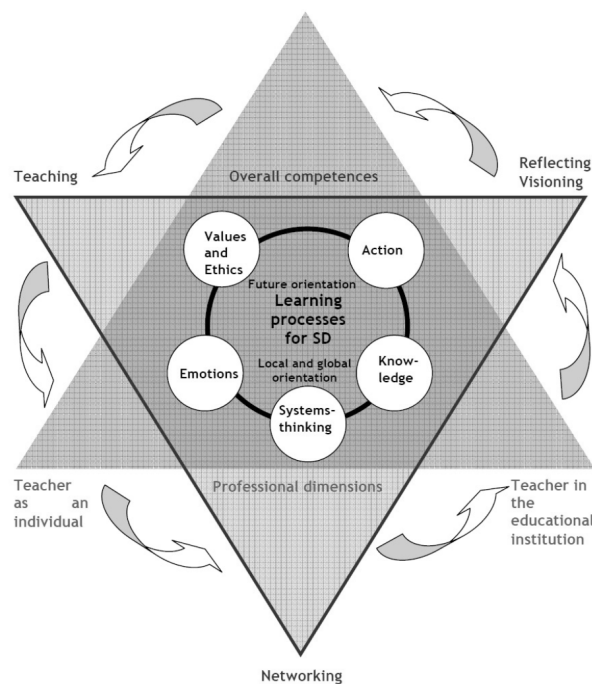 Teaching
Overall competences
Reflecting
Visioning
Values
and
Ethics
Action
Future orientation
Learning
processes
for SD
Local and global
orientation
Emotions
Know-
ledge
Systems-
thinking
Professional dimensions
Teacher
as an
individual
Teacher in
the
educational
institution
Networking